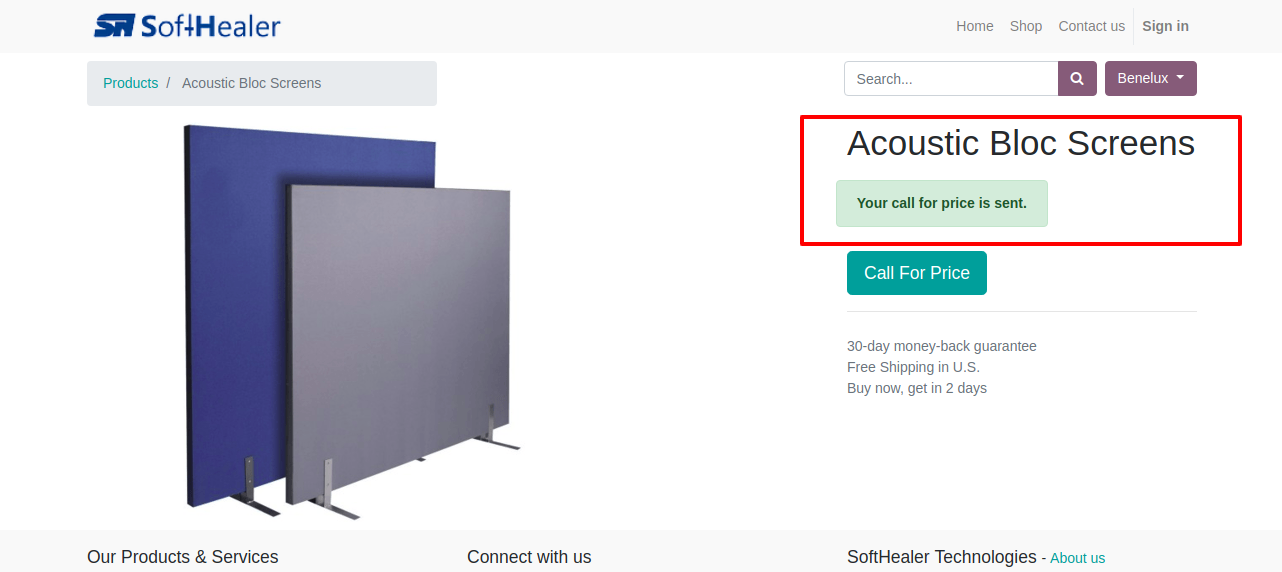 SoftHealer
Home Shop Contact us Sign in
Products / Acoustic Bloc Screens
Search...
Benelux
Acoustic Bloc Screens
Your call for price is sent.
Call For Price
30-day money-back guarantee
Free Shipping in U.S.
Buy now, get in 2 days
Our Products & Services
Connect with us
SoftHealer Technologies - About us